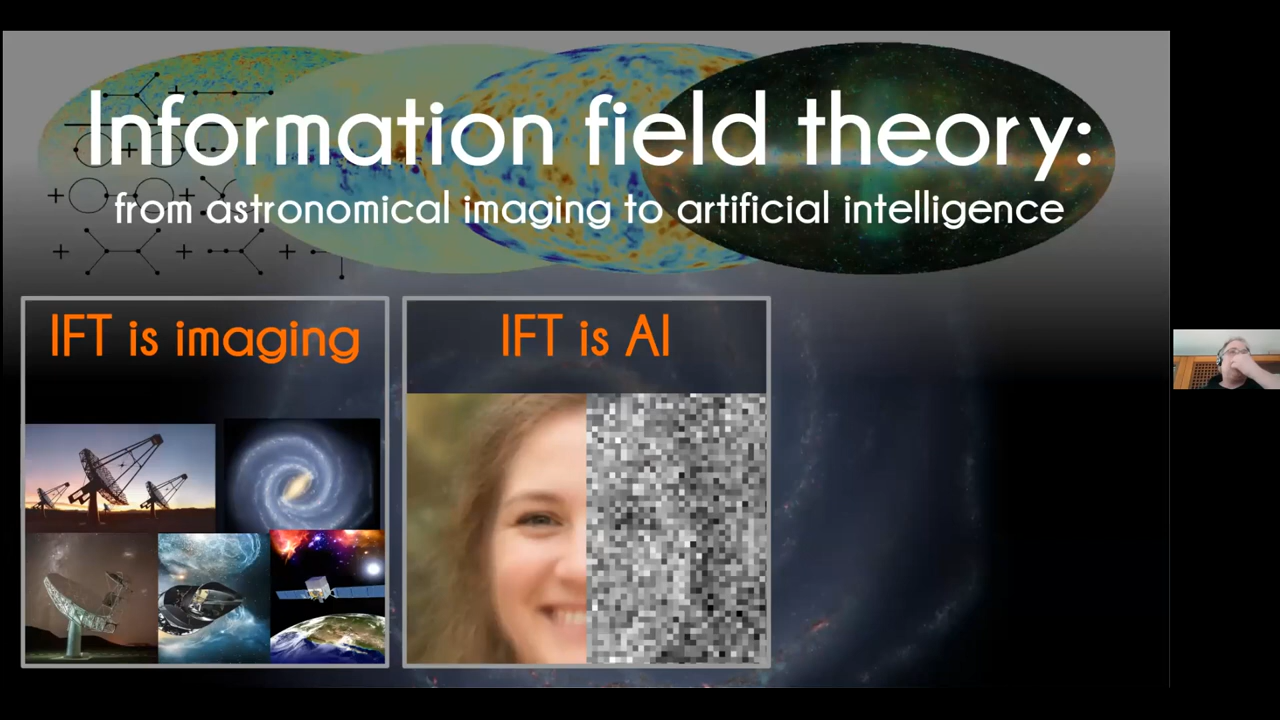 Information field theory:
from astronomical imaging to artificial intelligence
IFT is imaging
IFT is AI